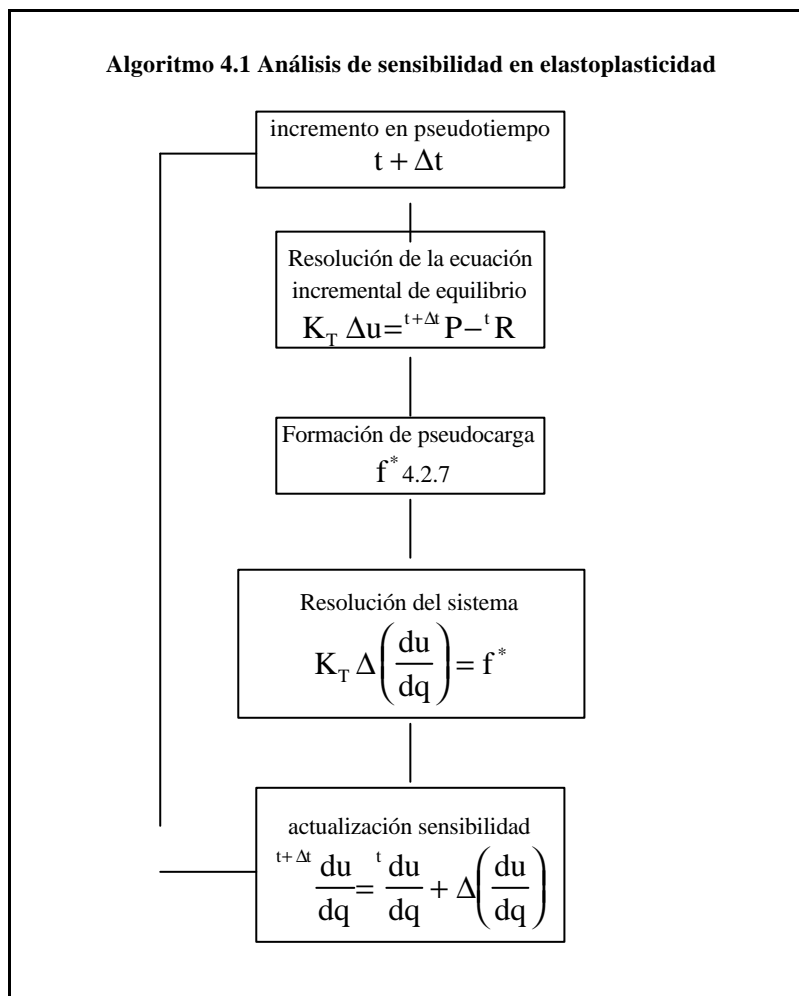 Algoritmo 4.1 Análisis de sensibilidad en elastoplasticidad
incremento en pseudotiempo
t + Δt
Resolución de la ecuación
incremental de equilibrio
K_T Δu = ^{t+Δt}P − ^{t}R
Formación de pseudocarga
f^* 4.2.7
Resolución del sistema
K_T Δ(du/dq) = f^*
actualización sensibilidad
^{t+Δt} du/dq = ^{t} du/dq + Δ(du/dq)